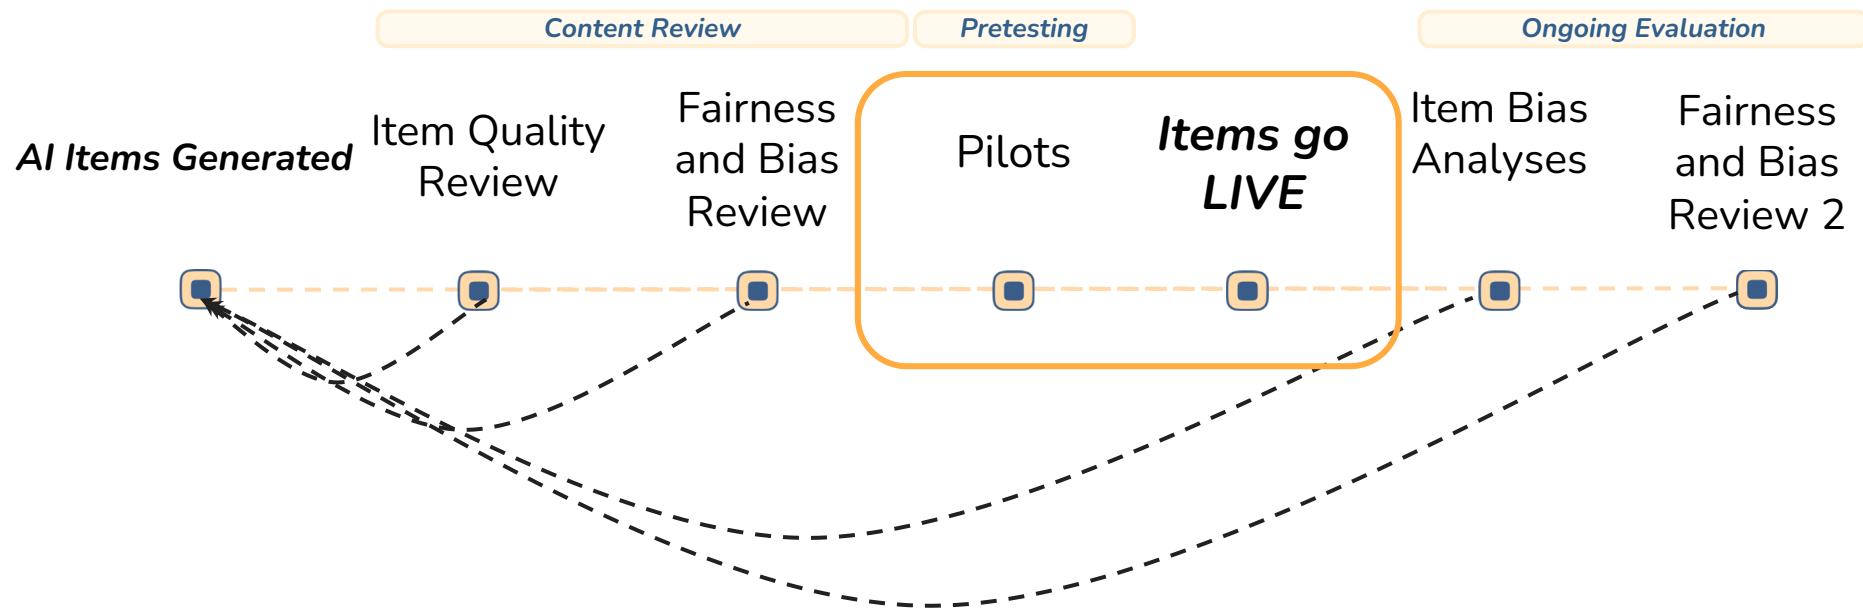 Content Review
Pretesting
Ongoing Evaluation
AI Items Generated
Item Quality
Review
Fairness
and Bias
Review
Pilots
Items go
LIVE
Item Bias
Analyses
Fairness
and Bias
Review 2